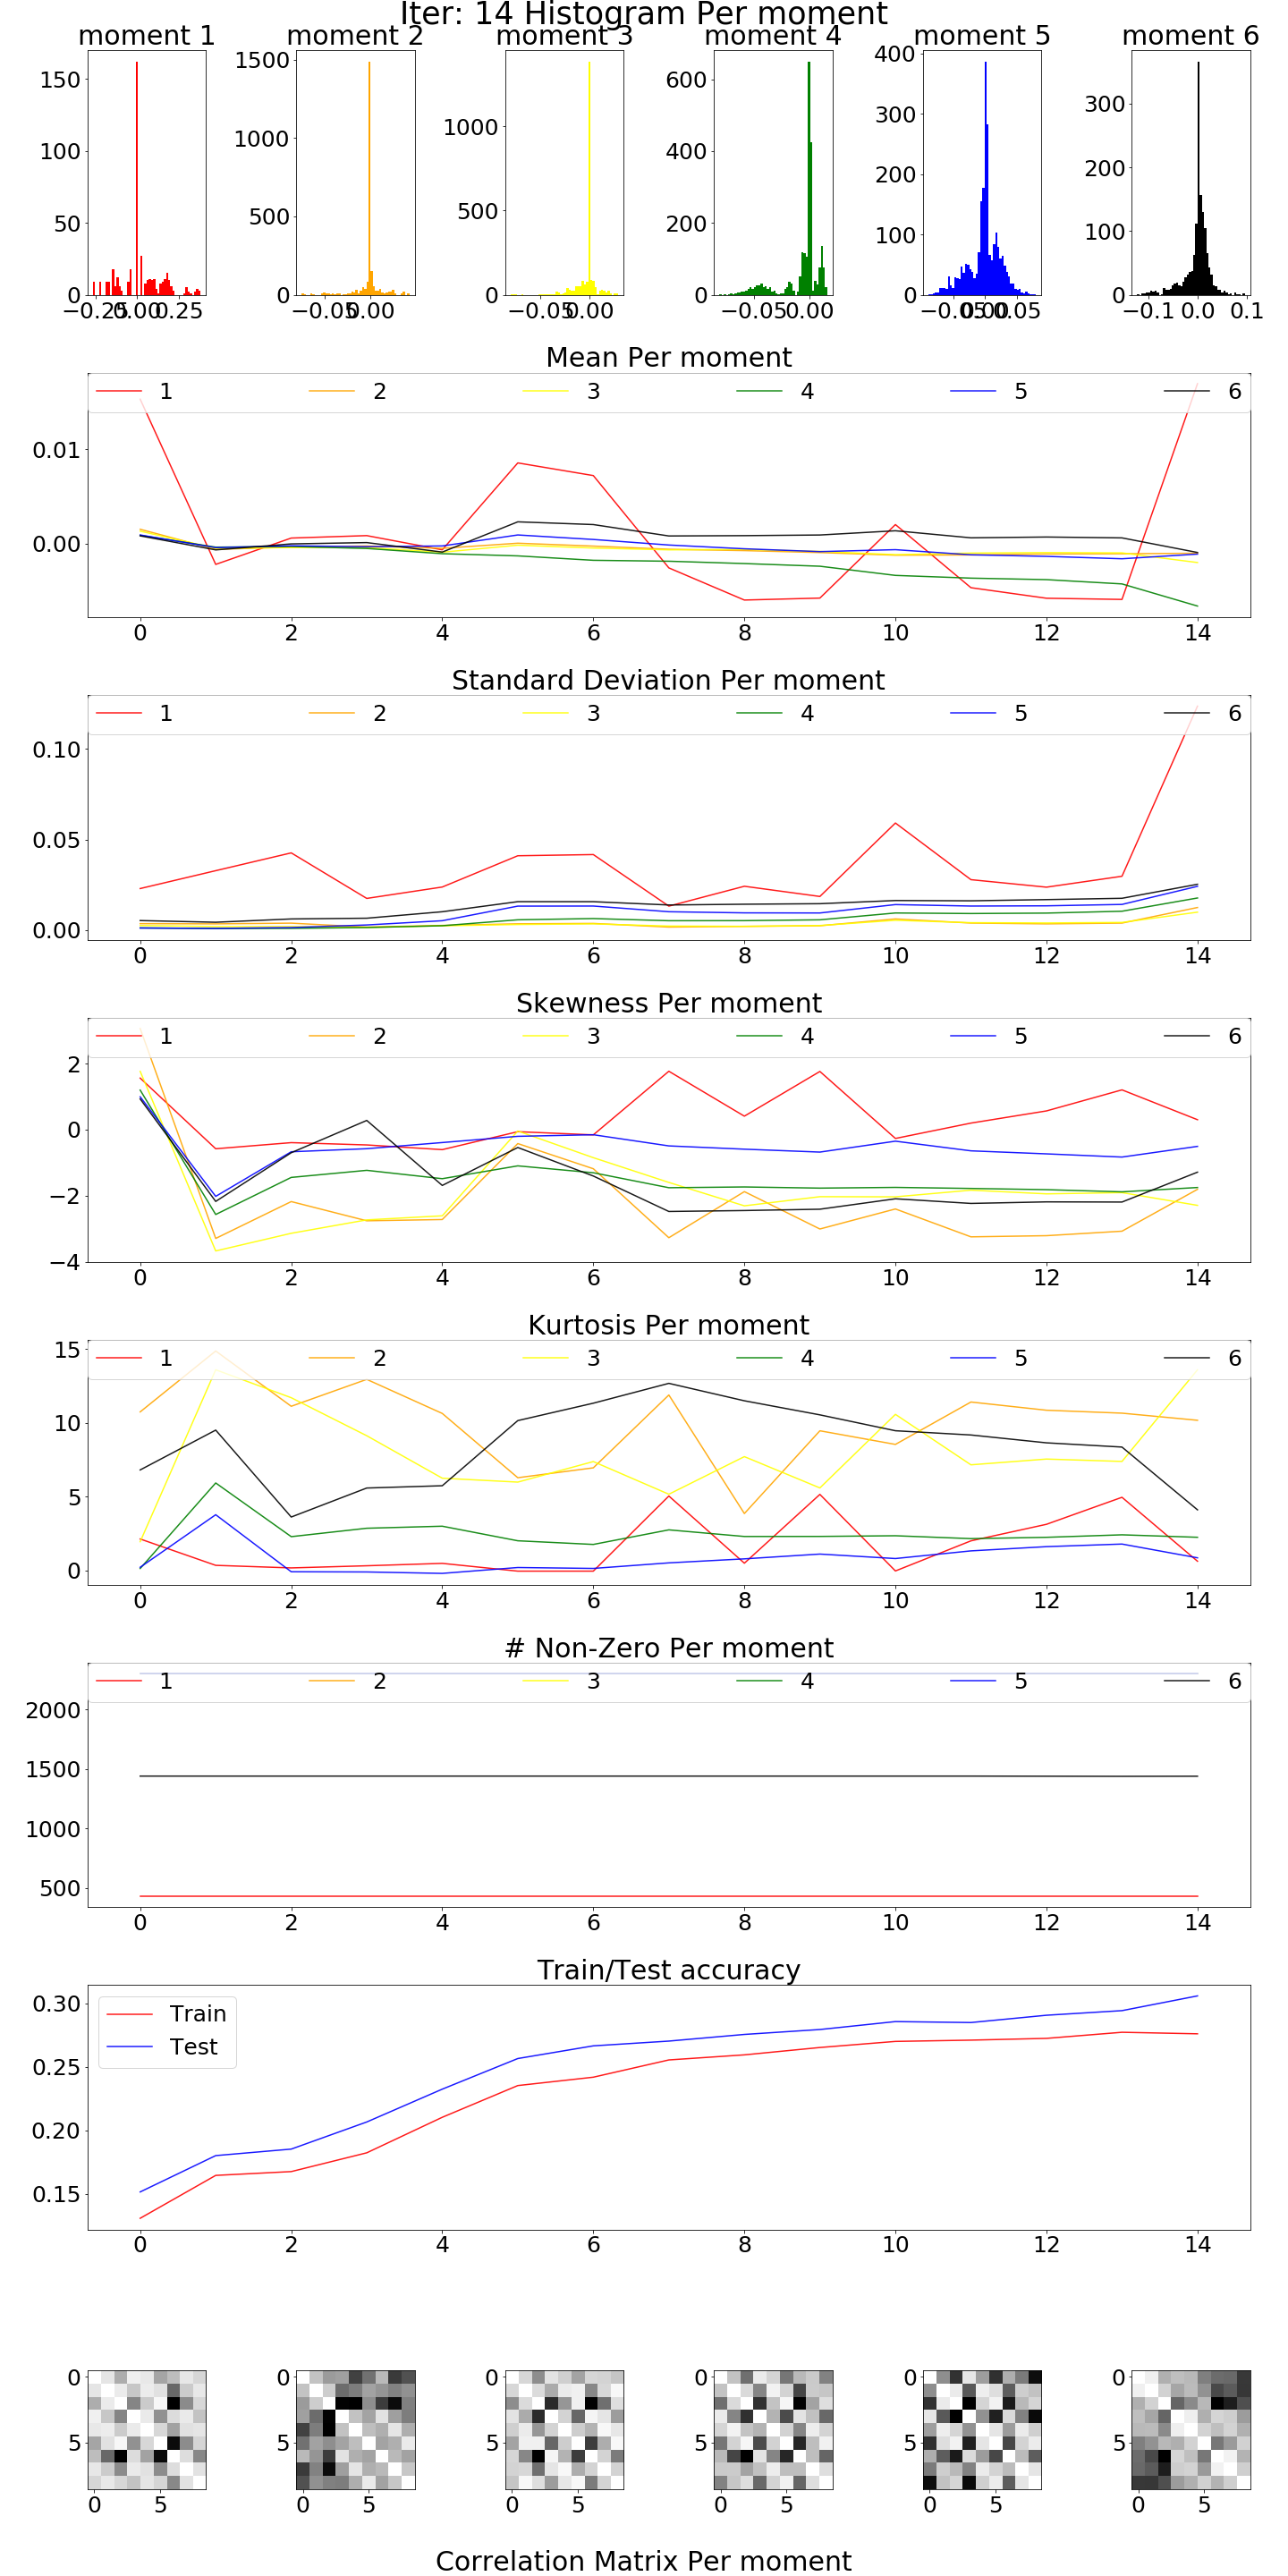 Iter: 14 Histogram Per moment
moment 1 moment 2 moment 3 moment 4 moment 5 moment 6
150
100
50
0
−0.25 0.00 0.25
1500
1000
500
0
−0.05 0.00
1000
500
0
−0.05 0.00
600
400
200
0
−0.05 0.00
400
300
200
100
0
−0.05 0.00 0.05
300
200
100
0
−0.1 0.0 0.1
Mean Per moment
1 2 3 4 5 6
0.01
0.00
0 2 4 6 8 10 12 14
Standard Deviation Per moment
1 2 3 4 5 6
0.10
0.05
0.00
0 2 4 6 8 10 12 14
Skewness Per moment
1 2 3 4 5 6
2
0
−2
−4
0 2 4 6 8 10 12 14
Kurtosis Per moment
1 2 3 4 5 6
15
10
5
0
0 2 4 6 8 10 12 14
# Non-Zero Per moment
1 2 3 4 5 6
2000
1500
1000
500
0 2 4 6 8 10 12 14
Train/Test accuracy
Train
Test
0.30
0.25
0.20
0.15
0 2 4 6 8 10 12 14
0 0 0 0 0 0
5 5 5 5 5 5
0 5 0 5 0 5 0 5 0 5 0 5
Correlation Matrix Per moment